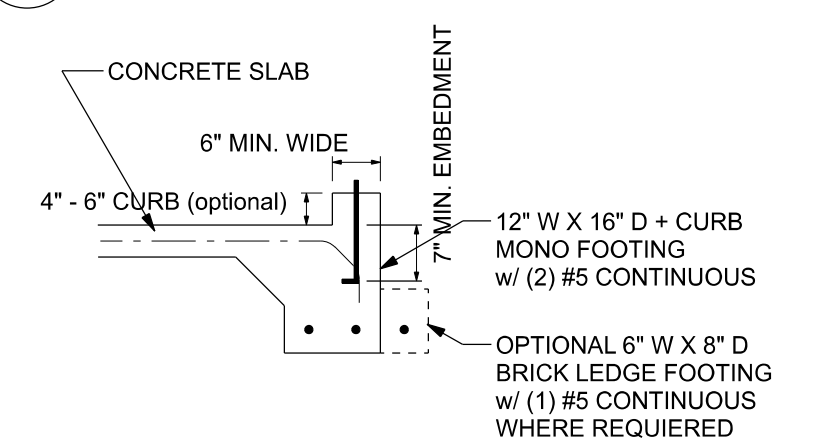 CONCRETE SLAB
6" MIN. WIDE
7" MIN. EMBEDMENT
4" - 6" CURB (optional)
12" W X 16" D + CURB
MONO FOOTING
w/ (2) #5 CONTINUOUS
OPTIONAL 6" W X 8" D
BRICK LEDGE FOOTING
w/ (1) #5 CONTINUOUS
WHERE REQUIERED